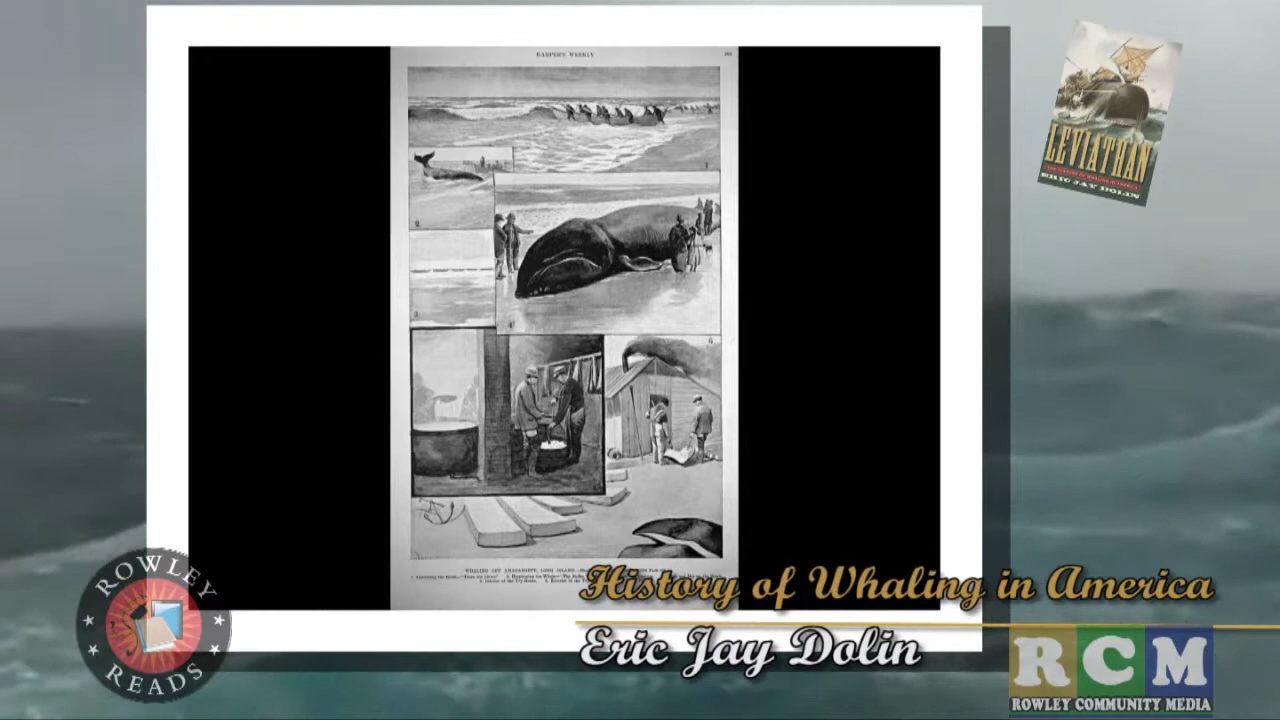 HARPER'S WEEKLY
LEVIATHAN
ERIC JAY DOLIN
WHALING OFF AMAGANSETT, LONG ISLAND.
History of Whaling in America
Eric Jay Dolin
ROWLEY
READS
RCM
ROWLEY COMMUNITY MEDIA